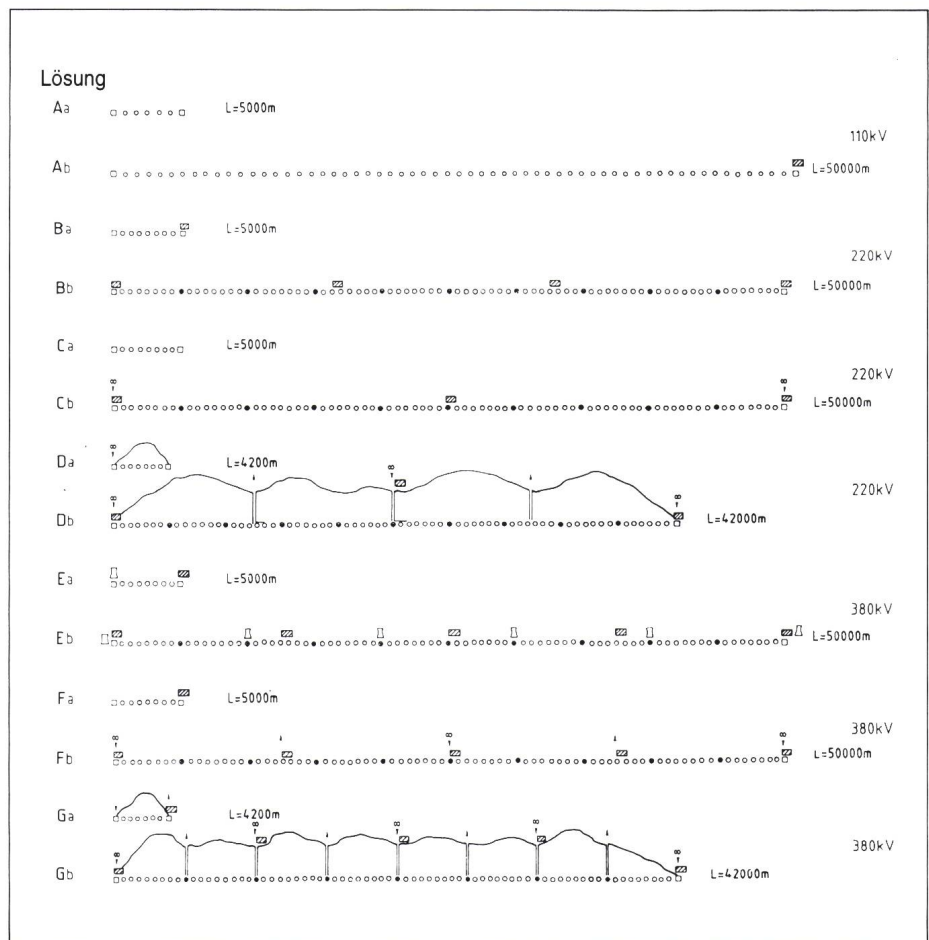 Lösung
Aa L=5000m
110kV
Ab L=50000m
Ba L=5000m
220kV
Bb L=50000m
Ca L=5000m
220kV
Cb L=50000m
Da L=4200m
220kV
Db L=42000m
Ea L=5000m
380kV
Eb L=50000m
Fa L=5000m
380kV
Fb L=50000m
Ga L=4200m
380kV
Gb L=42000m